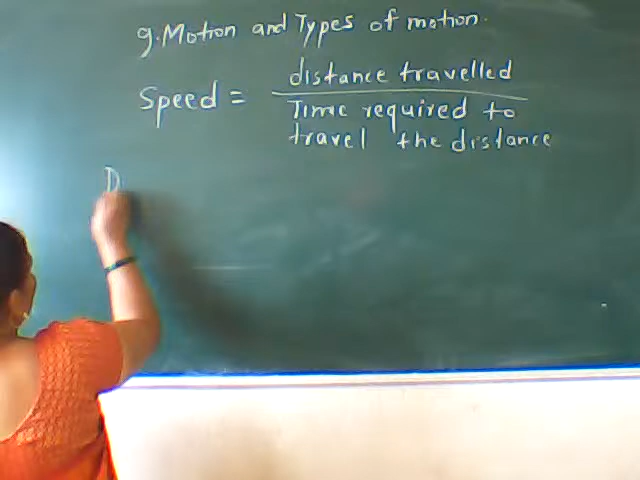 9. Motion and Types of motion.
Speed = distance travelled
Time required to
travel the distance
D